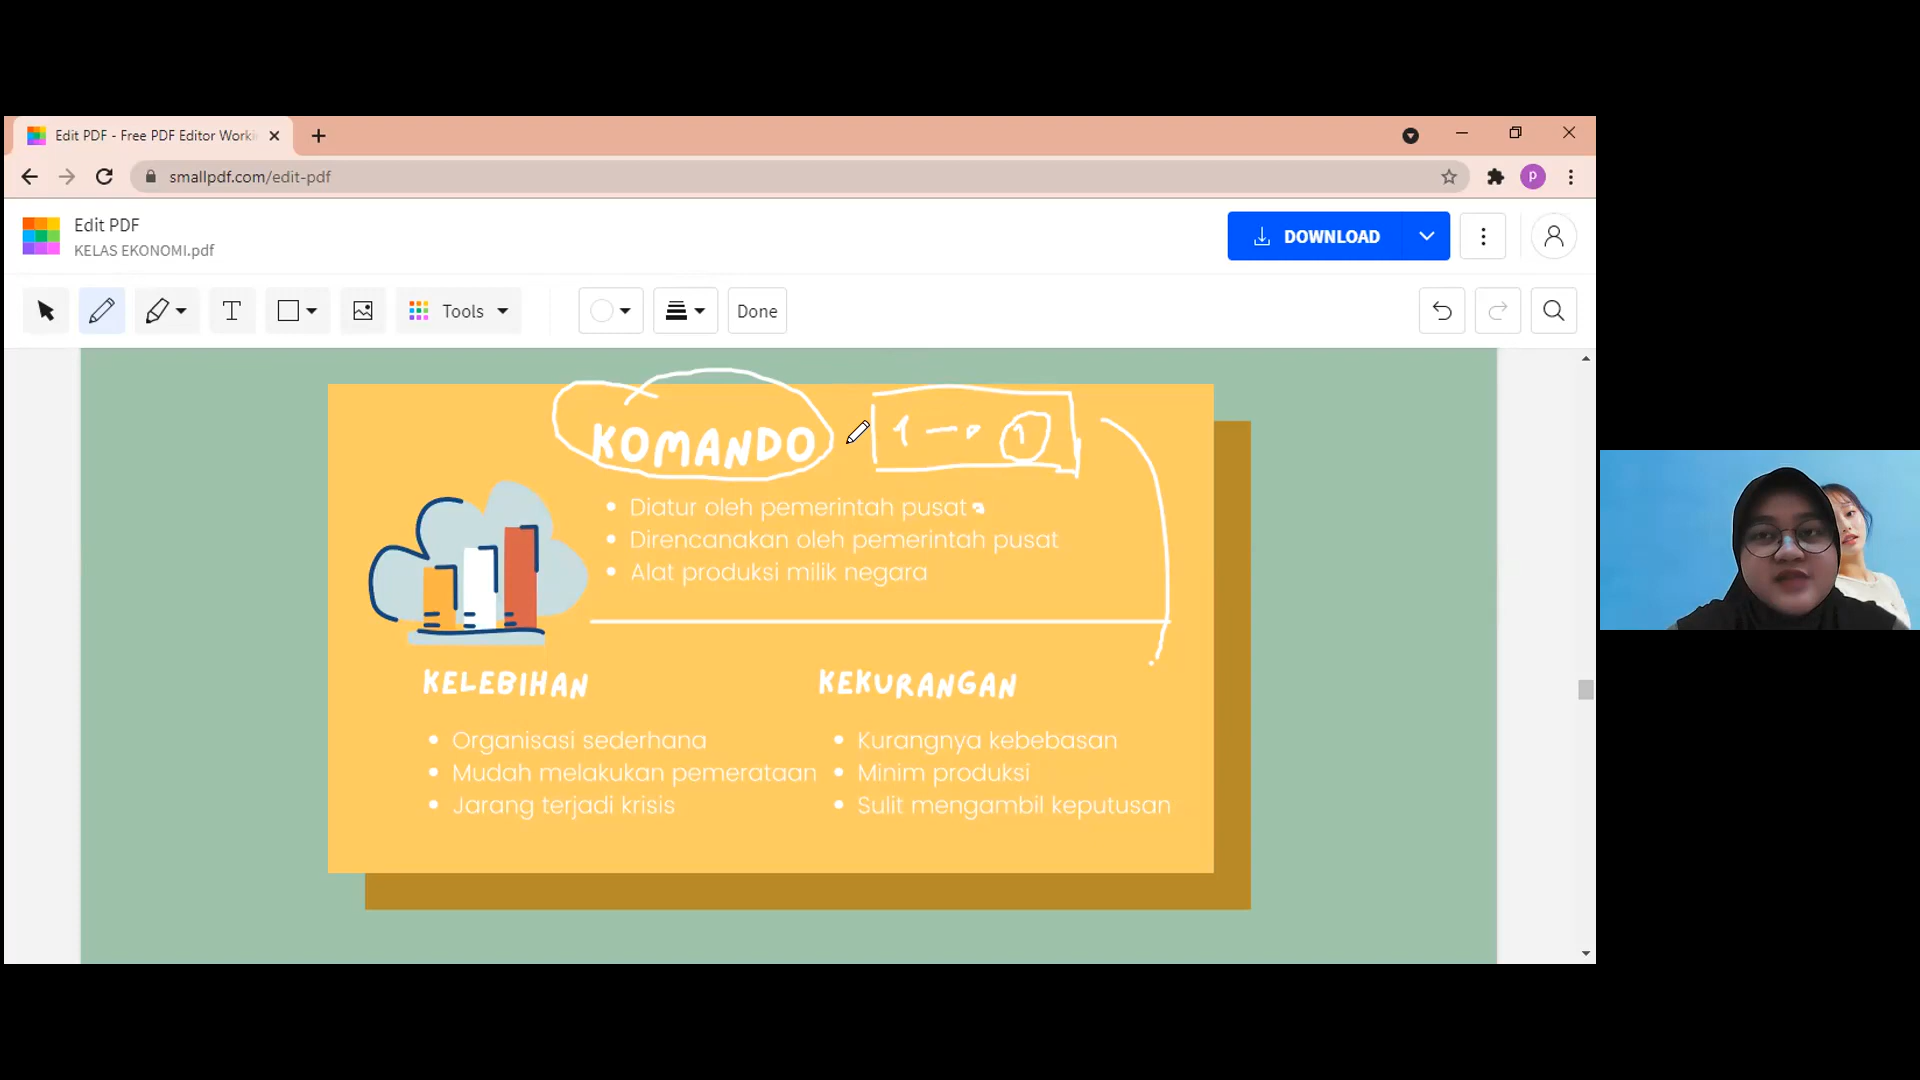 Edit PDF - Free PDF Editor Worki
smallpdf.com/edit-pdf
P
Edit PDF
KELAS EKONOMI.pdf
DOWNLOAD
T
Tools
Done
KOMANDO
1 → 1
Diatur oleh pemerintah pusat
Direncanakan oleh pemerintah pusat
Alat produksi milik negara
KELEBIHAN
Organisasi sederhana
Mudah melakukan pemerataan
Jarang terjadi krisis
KEKURANGAN
Kurangnya kebebasan
Minim produksi
Sulit mengambil keputusan